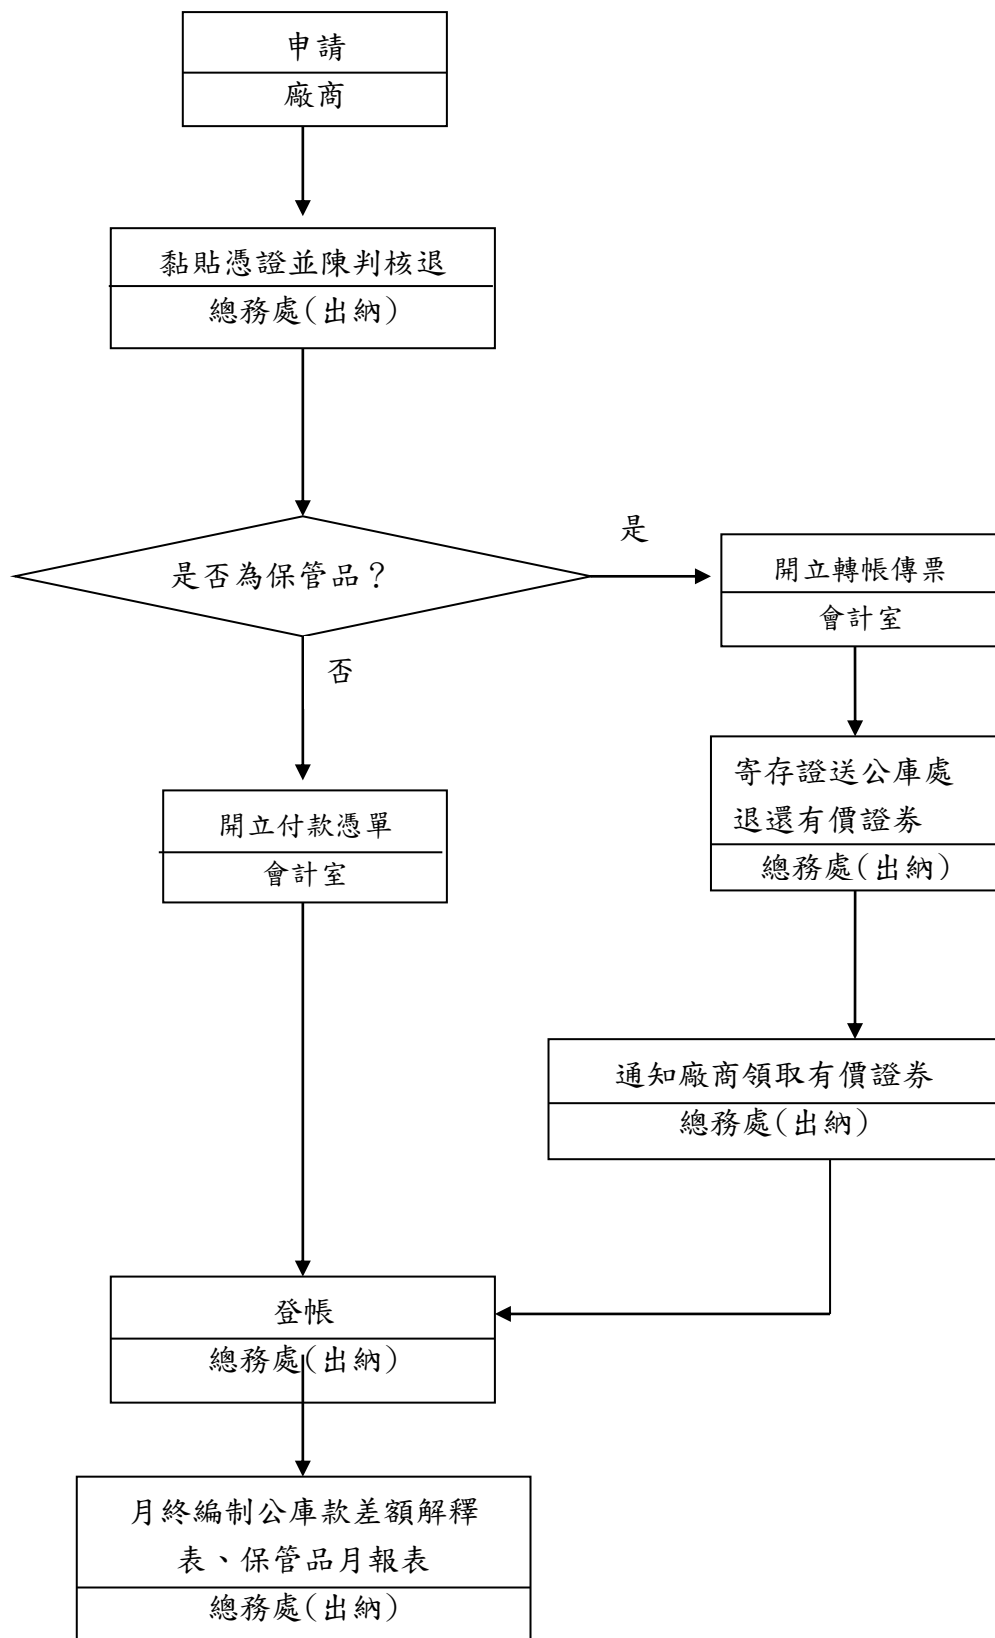 申請
廠商
黏貼憑證並陳判核退
總務處(出納)
是否為保管品？
是
開立轉帳傳票
會計室
否
寄存證送公庫處
退還有價證券
總務處(出納)
開立付款憑單
會計室
通知廠商領取有價證券
總務處(出納)
登帳
總務處(出納)
月終編制公庫款差額解釋
表、保管品月報表
總務處(出納)